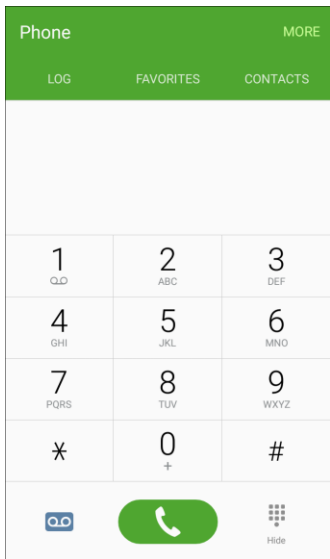 Phone MORE
LOG FAVORITES CONTACTS
1 2 3
ABC DEF
4 5 6
GHI JKL MNO
7 8 9
PQRS TUV WXYZ
* 0 #
+
Hide